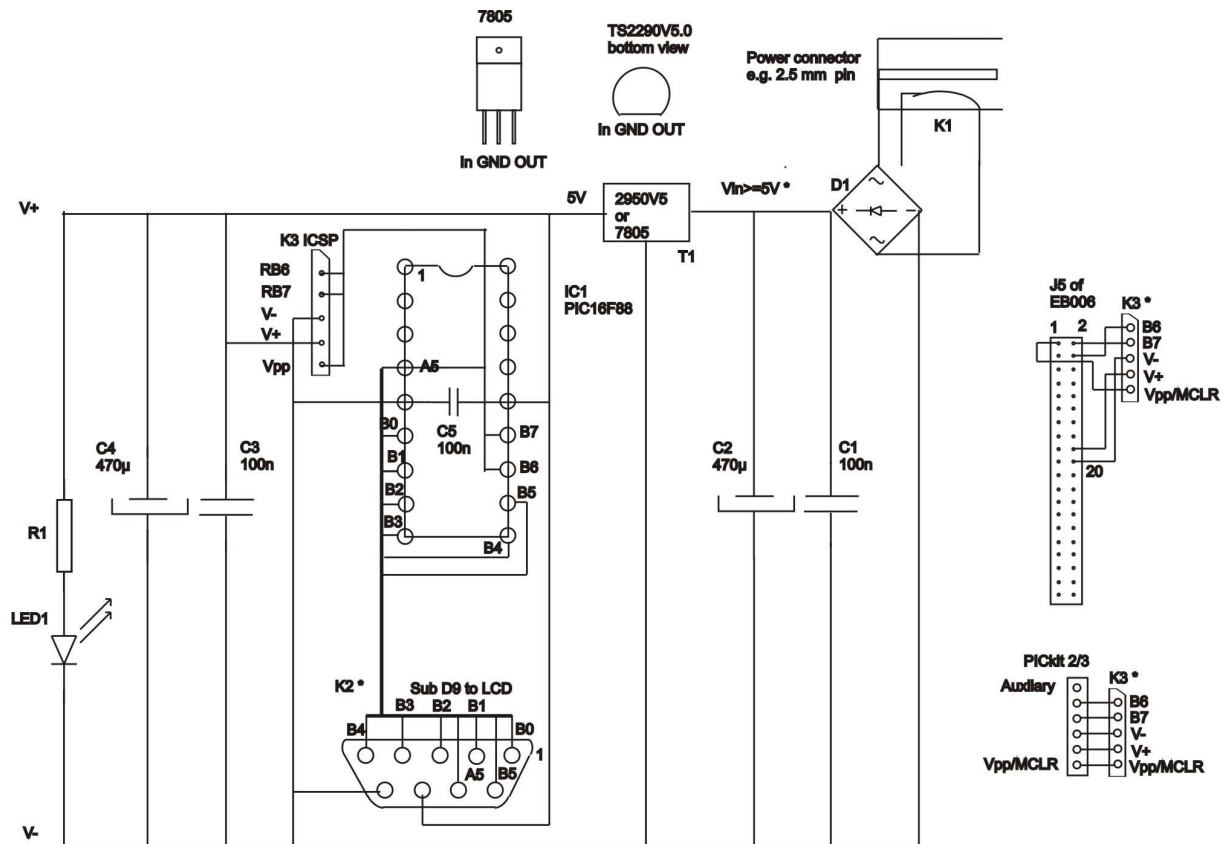 7805
In GND OUT
TS2290V5.0
bottom view
In GND OUT
Power connector
e.g. 2.5 mm pin
K1
V+
5V
2950V5
or
7805
T1
Vin>=5V *
D1
~
+
-
~
K3 ICSP
RB6
RB7
V-
V+
Vpp
1
A5
IC1
PIC16F88
B0
B1
B2
B3
C5
100n
B7
B6
B5
B4
C4
470µ
C3
100n
C2
470µ
C1
100n
R1
LED1
J5 of
EB006
1 2
20
K3 *
B6
B7
V-
V+
Vpp/MCLR
K2 *
Sub D9 to LCD
B4
B3
B2
B1
B0
1
A5
B5
PICkit 2/3
Auxliary
Vpp/MCLR
K3 *
B6
B7
V-
V+
Vpp/MCLR
V-